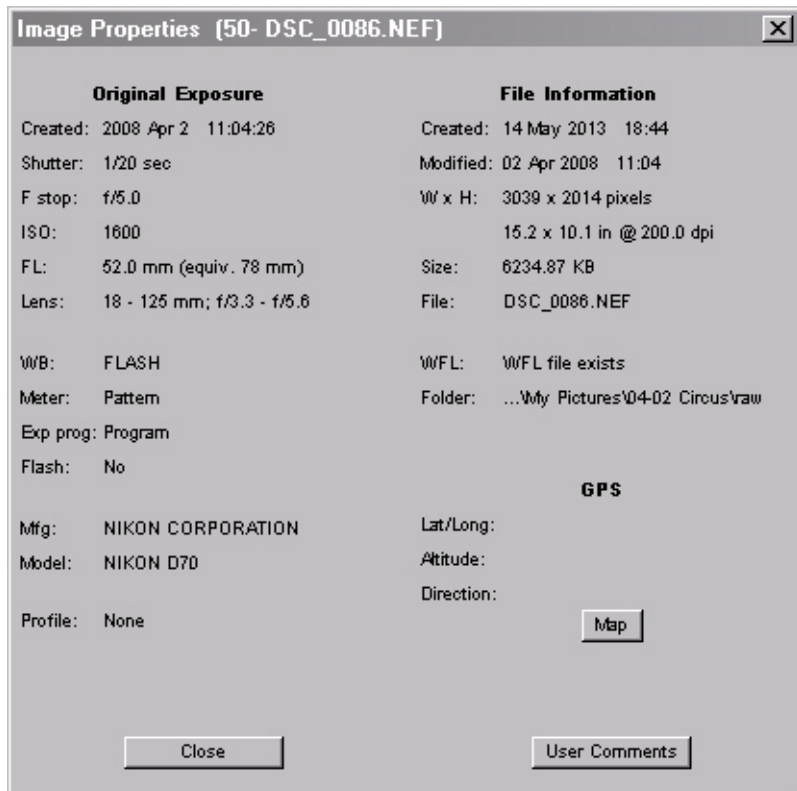 Image Properties (50- DSC_0086.NEF)
Original Exposure
Created: 2008 Apr 2 11:04:26
Shutter: 1/20 sec
F stop: f/5.0
ISO: 1600
FL: 52.0 mm (equiv. 78 mm)
Lens: 18 - 125 mm; f/3.3 - f/5.6
WB: FLASH
Meter: Pattern
Exp prog: Program
Flash: No
Mfg: NIKON CORPORATION
Model: NIKON D70
Profile: None
Close
File Information
Created: 14 May 2013 18:44
Modified: 02 Apr 2008 11:04
W x H: 3039 x 2014 pixels
15.2 x 10.1 in @ 200.0 dpi
Size: 6234.87 KB
File: DSC_0086.NEF
WFL: WFL file exists
Folder: ...\My Pictures\04-02 Circus\raw
GPS
Lat/Long:
Altitude:
Direction:
Map
User Comments